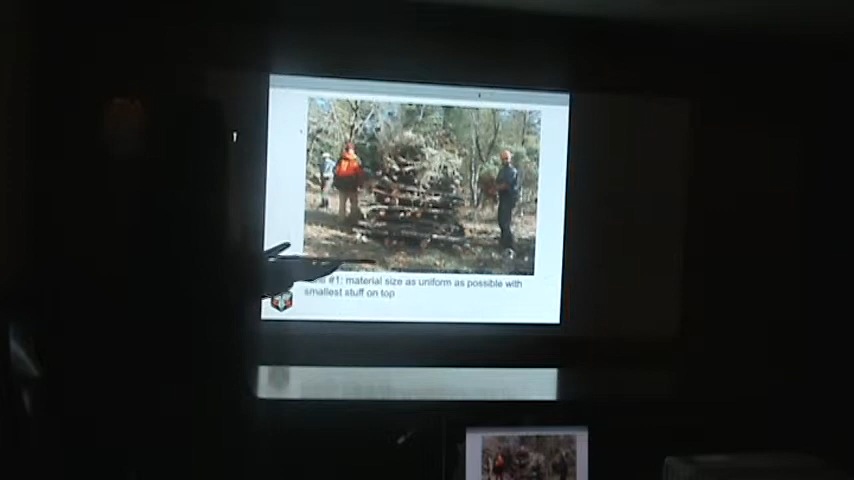 #1: material size as uniform as possible with
smallest stuff on top